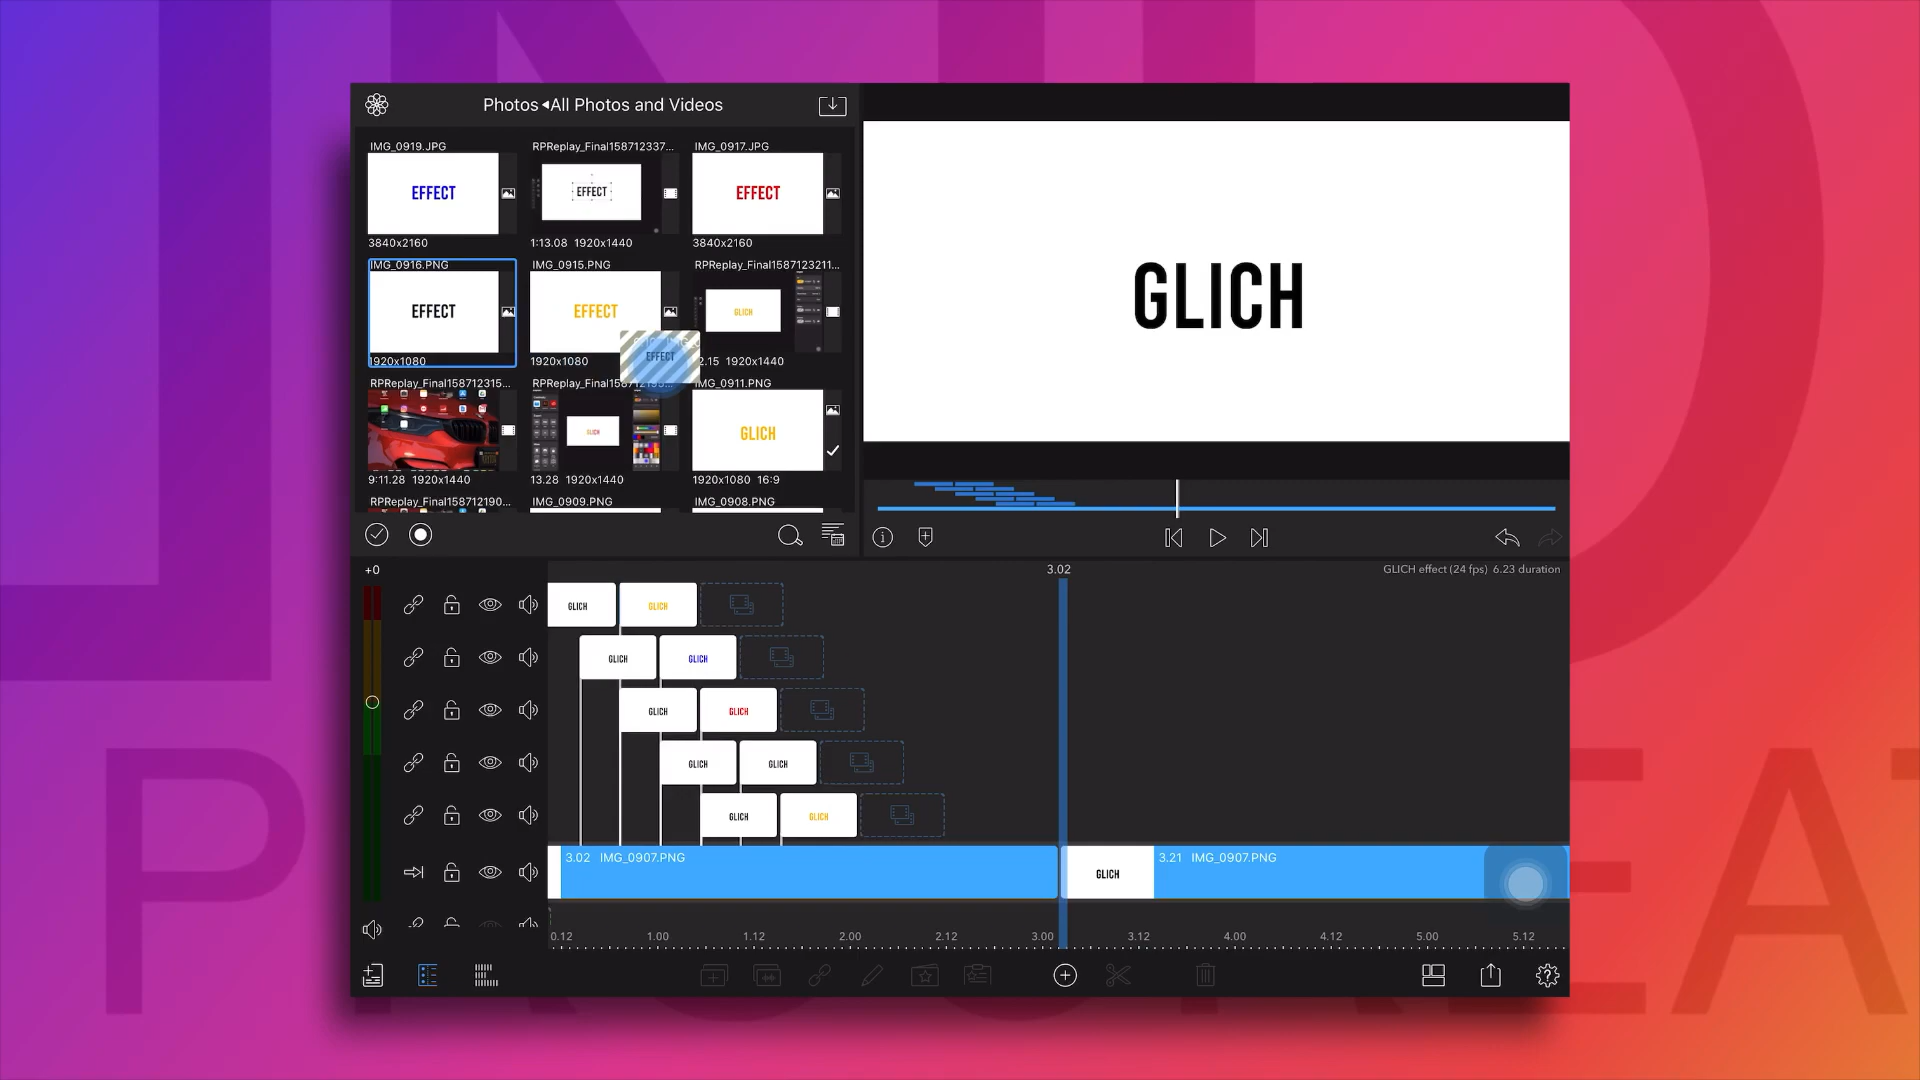 Photos ◂All Photos and Videos
IMG_0919.JPG
RPReplay_Final158712337...
IMG_0917.JPG
EFFECT
EFFECT
EFFECT
3840x2160
1:13.08 1920x1440
3840x2160
IMG_0916.PNG
IMG_0915.PNG
RPReplay_Final1587123211...
EFFECT
EFFECT
GLICH
EFFECT
1920x1080
1920x1080
2.15 1920x1440
RPReplay_Final158712315...
IMG_0911.PNG
GLICH
GLICH
9:11.28 1920x1440
13.28 1920x1440
1920x1080 16:9
RPReplay_Final158712190...
IMG_0909.PNG
IMG_0908.PNG
GLICH
+0
3.02
GLICH effect (24 fps) 6.23 duration
GLICH
GLICH
GLICH
GLICH
GLICH
GLICH
GLICH
GLICH
GLICH
GLICH
3.02 IMG_0907.PNG
GLICH
3.21 IMG_0907.PNG
0.12
1.00
1.12
2.00
2.12
3.00
3.12
4.00
4.12
5.00
5.12